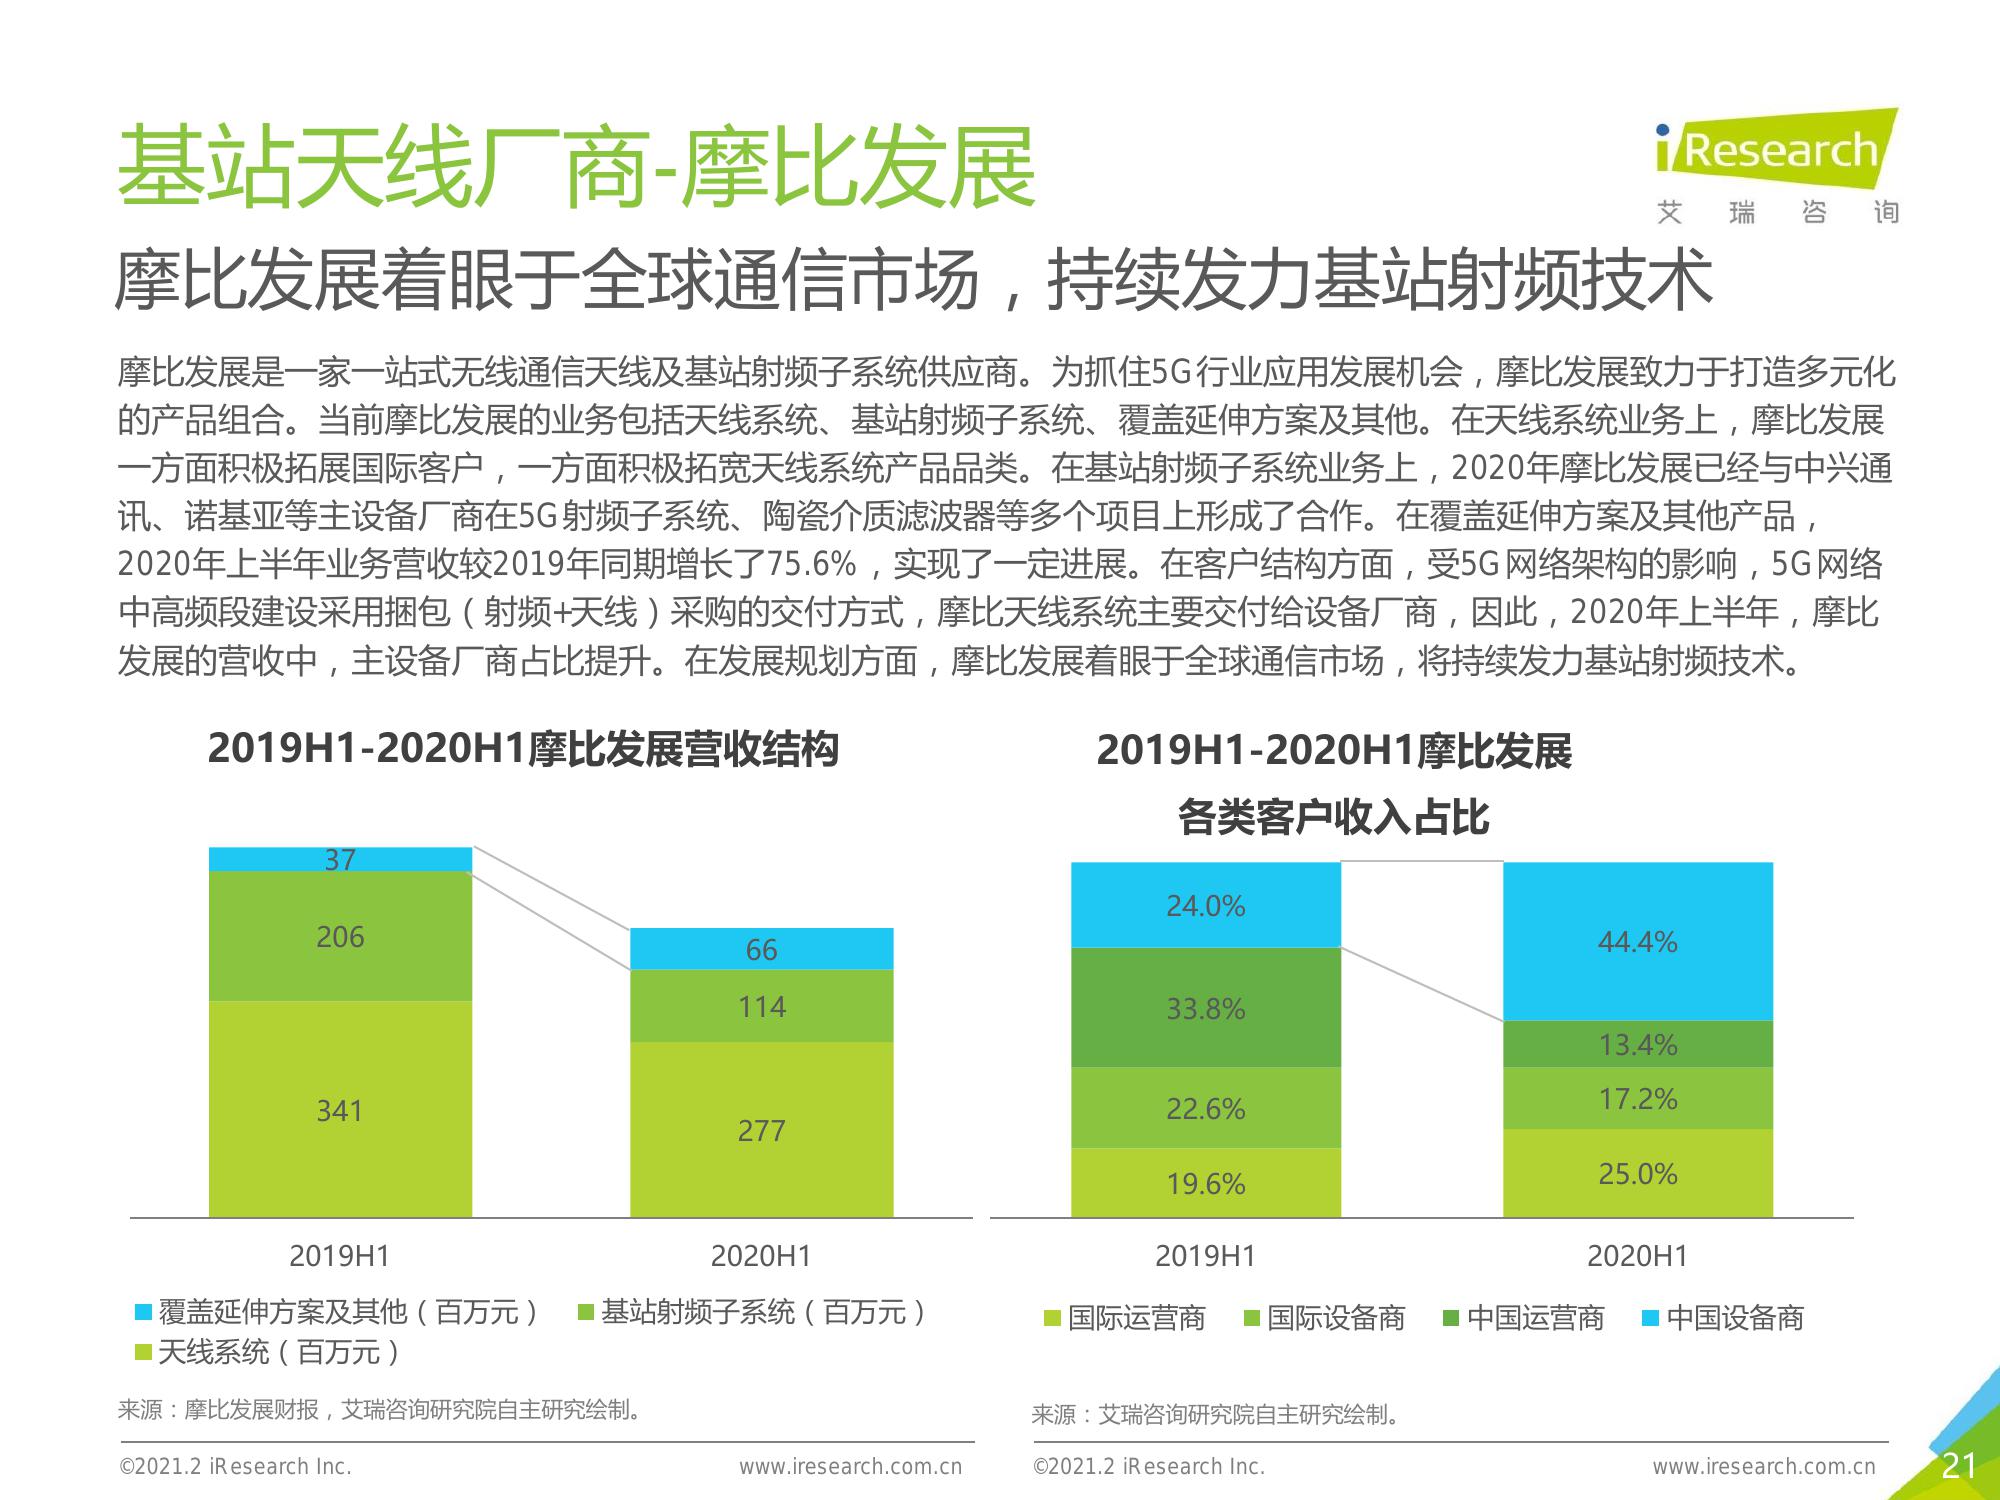 基站天线厂商-摩比发展
iResearch
艾瑞咨询
摩比发展着眼于全球通信市场，持续发力基站射频技术
摩比发展是一家一站式无线通信天线及基站射频子系统供应商。为抓住5G行业应用发展机会，摩比发展致力于打造多元化
的产品组合。当前摩比发展的业务包括天线系统、基站射频子系统、覆盖延伸方案及其他。在天线系统业务上，摩比发展
一方面积极拓展国际客户，一方面积极拓宽天线系统产品品类。在基站射频子系统业务上，2020年摩比发展已经与中兴通
讯、诺基亚等主设备厂商在5G射频子系统、陶瓷介质滤波器等多个项目上形成了合作。在覆盖延伸方案及其他产品，
2020年上半年业务营收较2019年同期增长了75.6%，实现了一定进展。在客户结构方面，受5G网络架构的影响，5G网络
中高频段建设采用捆包（射频+天线）采购的交付方式，摩比天线系统主要交付给设备厂商，因此，2020年上半年，摩比
发展的营收中，主设备厂商占比提升。在发展规划方面，摩比发展着眼于全球通信市场，将持续发力基站射频技术。
2019H1-2020H1摩比发展营收结构
37
206
341
66
114
277
2019H1
2020H1
覆盖延伸方案及其他（百万元）
基站射频子系统（百万元）
天线系统（百万元）
来源：摩比发展财报，艾瑞咨询研究院自主研究绘制。
©2021.2 iResearch Inc.
www.iresearch.com.cn
2019H1-2020H1摩比发展
各类客户收入占比
24.0%
33.8%
22.6%
19.6%
44.4%
13.4%
17.2%
25.0%
2019H1
2020H1
国际运营商
国际设备商
中国运营商
中国设备商
来源：艾瑞咨询研究院自主研究绘制。
©2021.2 iResearch Inc.
www.iresearch.com.cn
21